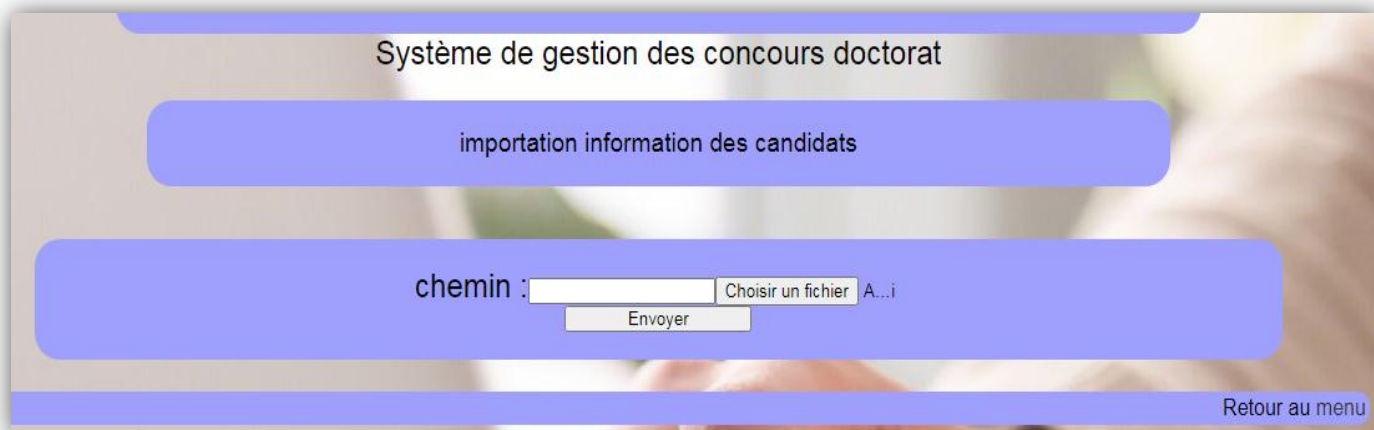 Système de gestion des concours doctorat
importation information des candidats
chemin : Choisir un fichier A...i
Envoyer
Retour au menu